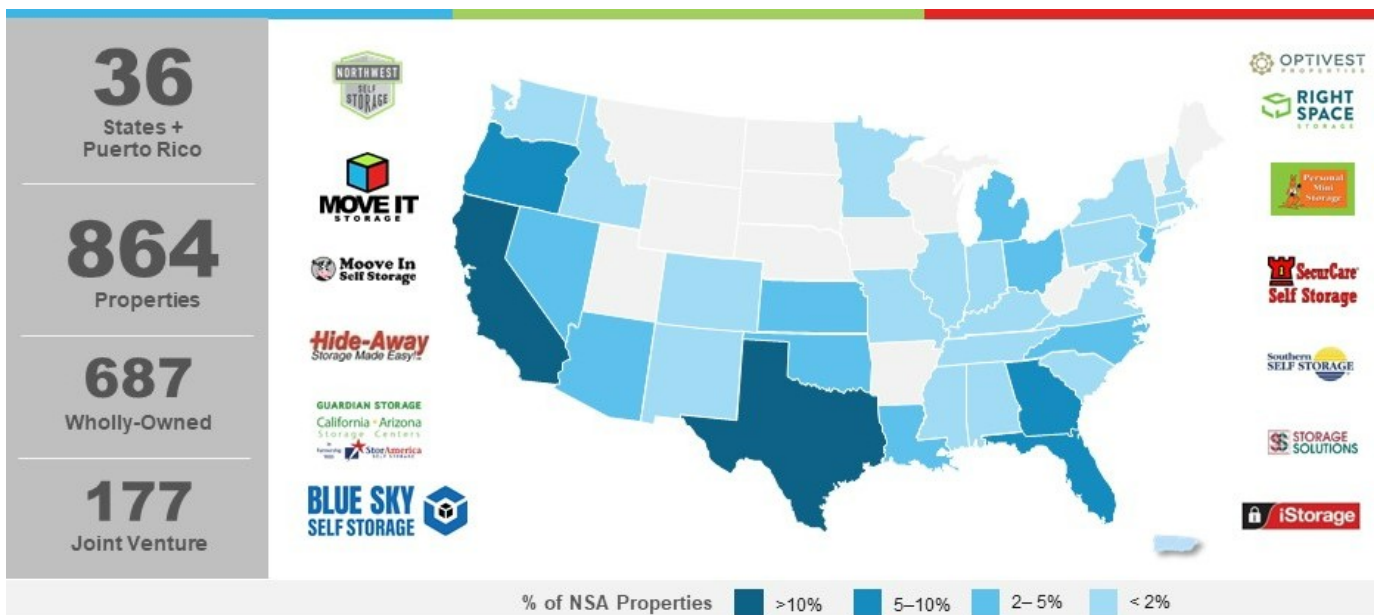 36
States +
Puerto Rico
864
Properties
687
Wholly-Owned
177
Joint Venture
NORTHWEST
SELF
STORAGE
MOVE IT
STORAGE
Moove In
Self Storage
Hide-Away
Storage Made Easy!
GUARDIAN STORAGE
California • Arizona
Storage Centers
In
Partnership
With
StorAmerica
SELF STORAGE
BLUE SKY
SELF STORAGE
OPTIVEST
PROPERTIES
RIGHT
SPACE
STORAGE
Personal
Mini
Storage
SecurCare
Self Storage
Southern
SELF STORAGE
STORAGE
SOLUTIONS
iStorage
% of NSA Properties >10% 5–10% 2– 5% < 2%